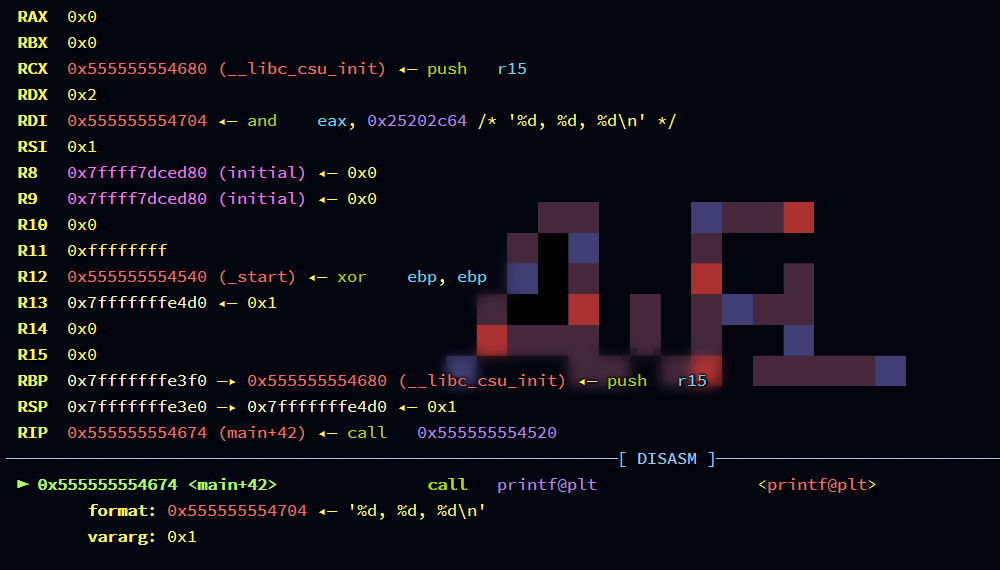 RAX 0x0
RBX 0x0
RCX 0x555555554680 (__libc_csu_init) ◂— push r15
RDX 0x2
RDI 0x555555554704 ◂— and eax, 0x25202c64 /* '%d, %d, %d\n' */
RSI 0x1
R8 0x7ffff7dced80 (initial) ◂— 0x0
R9 0x7ffff7dced80 (initial) ◂— 0x0
R10 0x0
R11 0xffffffff
R12 0x555555554540 (_start) ◂— xor ebp, ebp
R13 0x7fffffffe4d0 ◂— 0x1
R14 0x0
R15 0x0
RBP 0x7fffffffe3f0 —▸ 0x555555554680 (__libc_csu_init) ◂— push r15
RSP 0x7fffffffe3e0 —▸ 0x7fffffffe4d0 ◂— 0x1
RIP 0x555555554674 (main+42) ◂— call 0x555555554520
[ DISASM ]
► 0x555555554674 <main+42> call printf@plt <printf@plt>
format: 0x555555554704 ◂— '%d, %d, %d\n'
vararg: 0x1